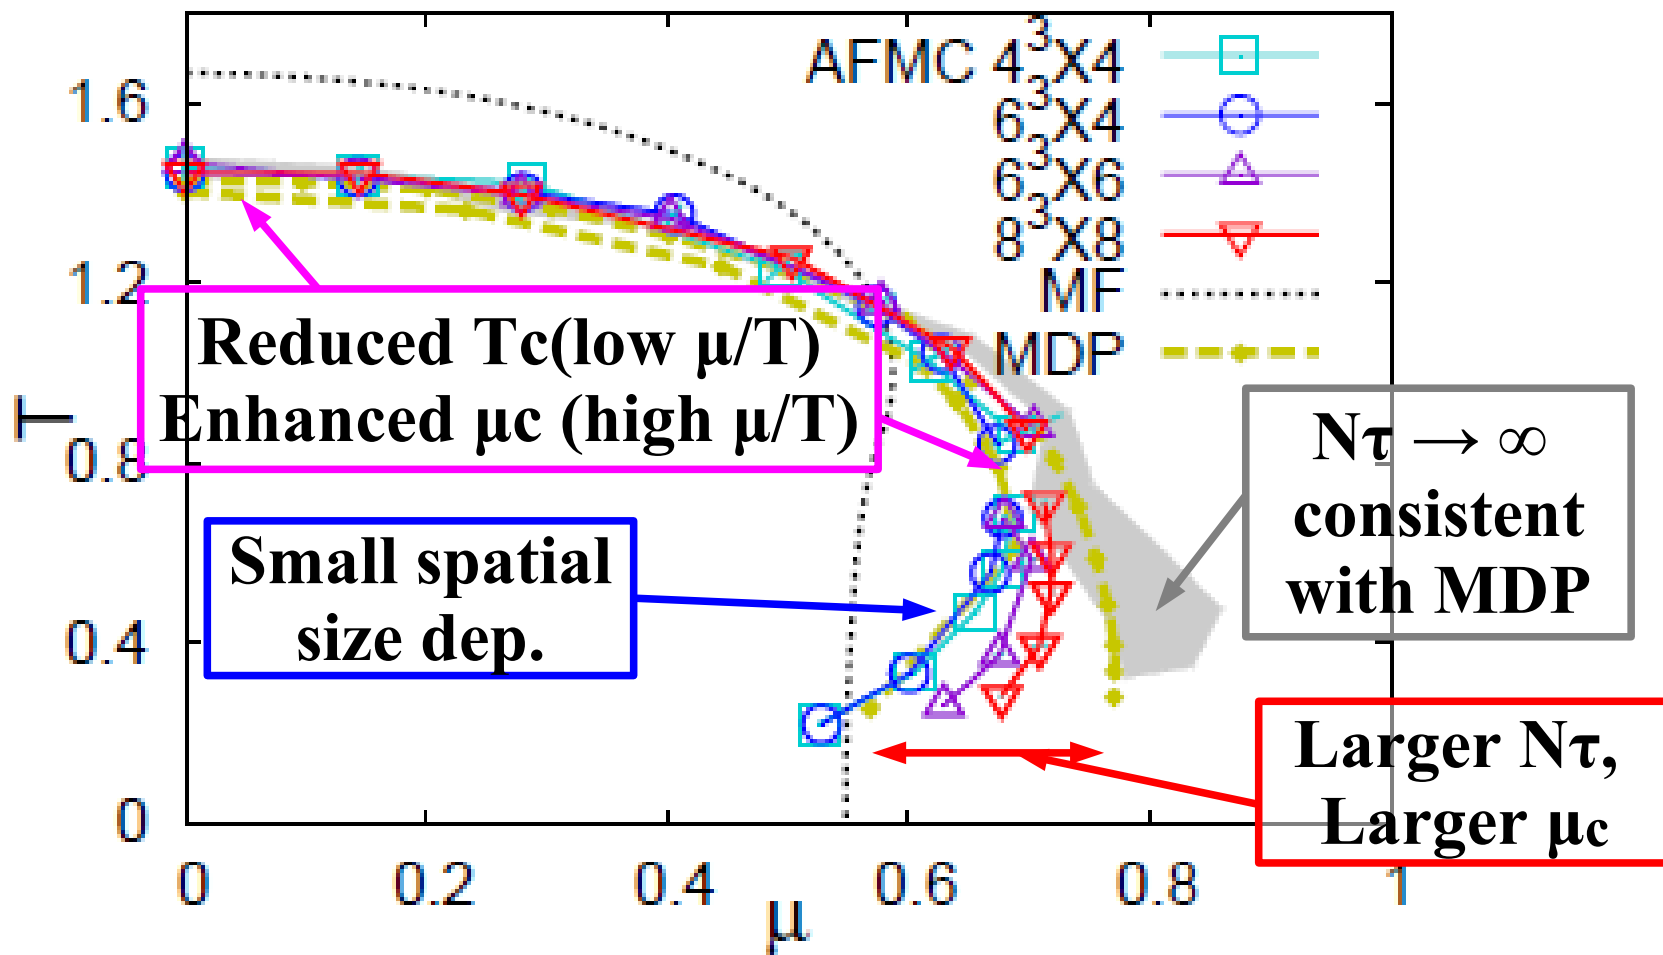 AFMC 4³X4
6³X4
6³X6
8³X8
MF
MDP
T
1.6
1.2
0.8
0.4
0
0 0.2 0.4 0.6 0.8 1
μ
Reduced Tc(low μ/T)
Enhanced μc (high μ/T)
Small spatial
size dep.
Nτ → ∞
consistent
with MDP
Larger Nτ,
Larger μc